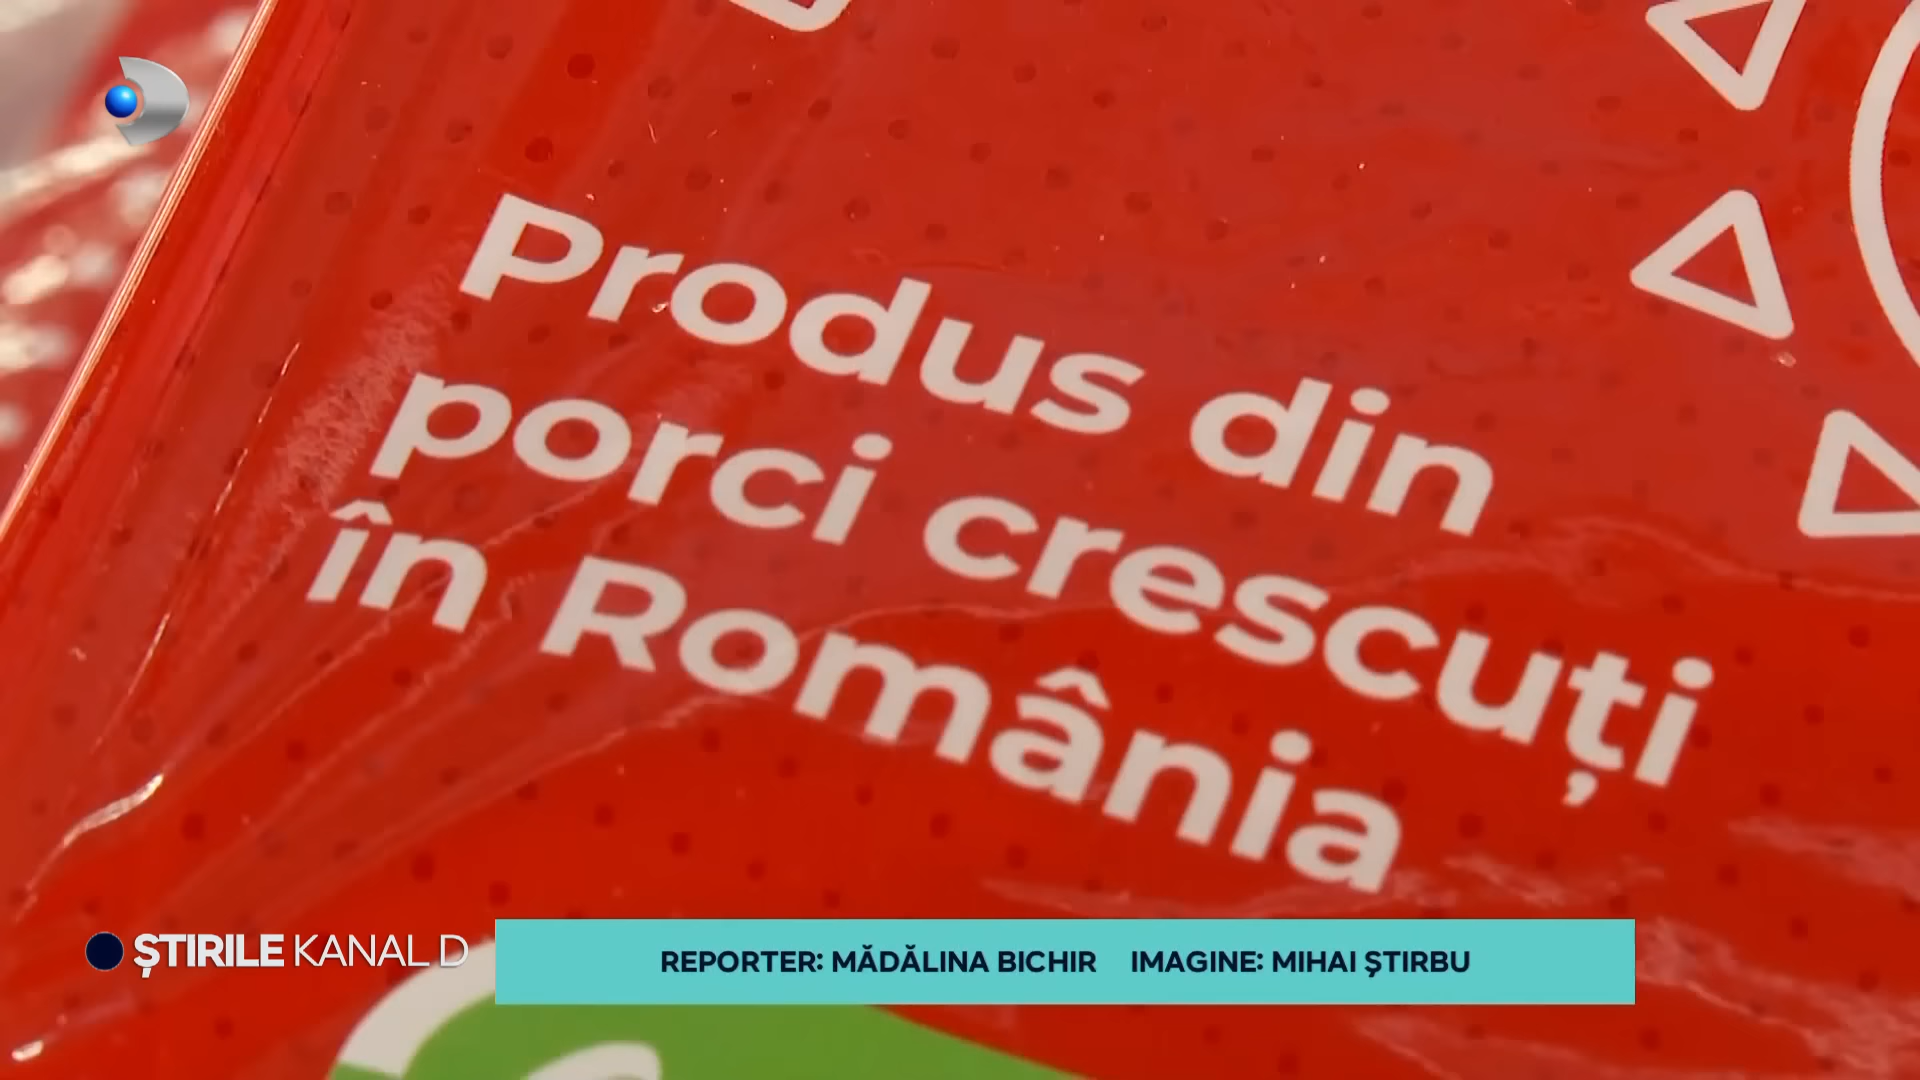 Produs din
porci crescuți
în România
ȘTIRILE KANAL D
REPORTER: MĂDĂLINA BICHIR IMAGINE: MIHAI ȘTIRBU